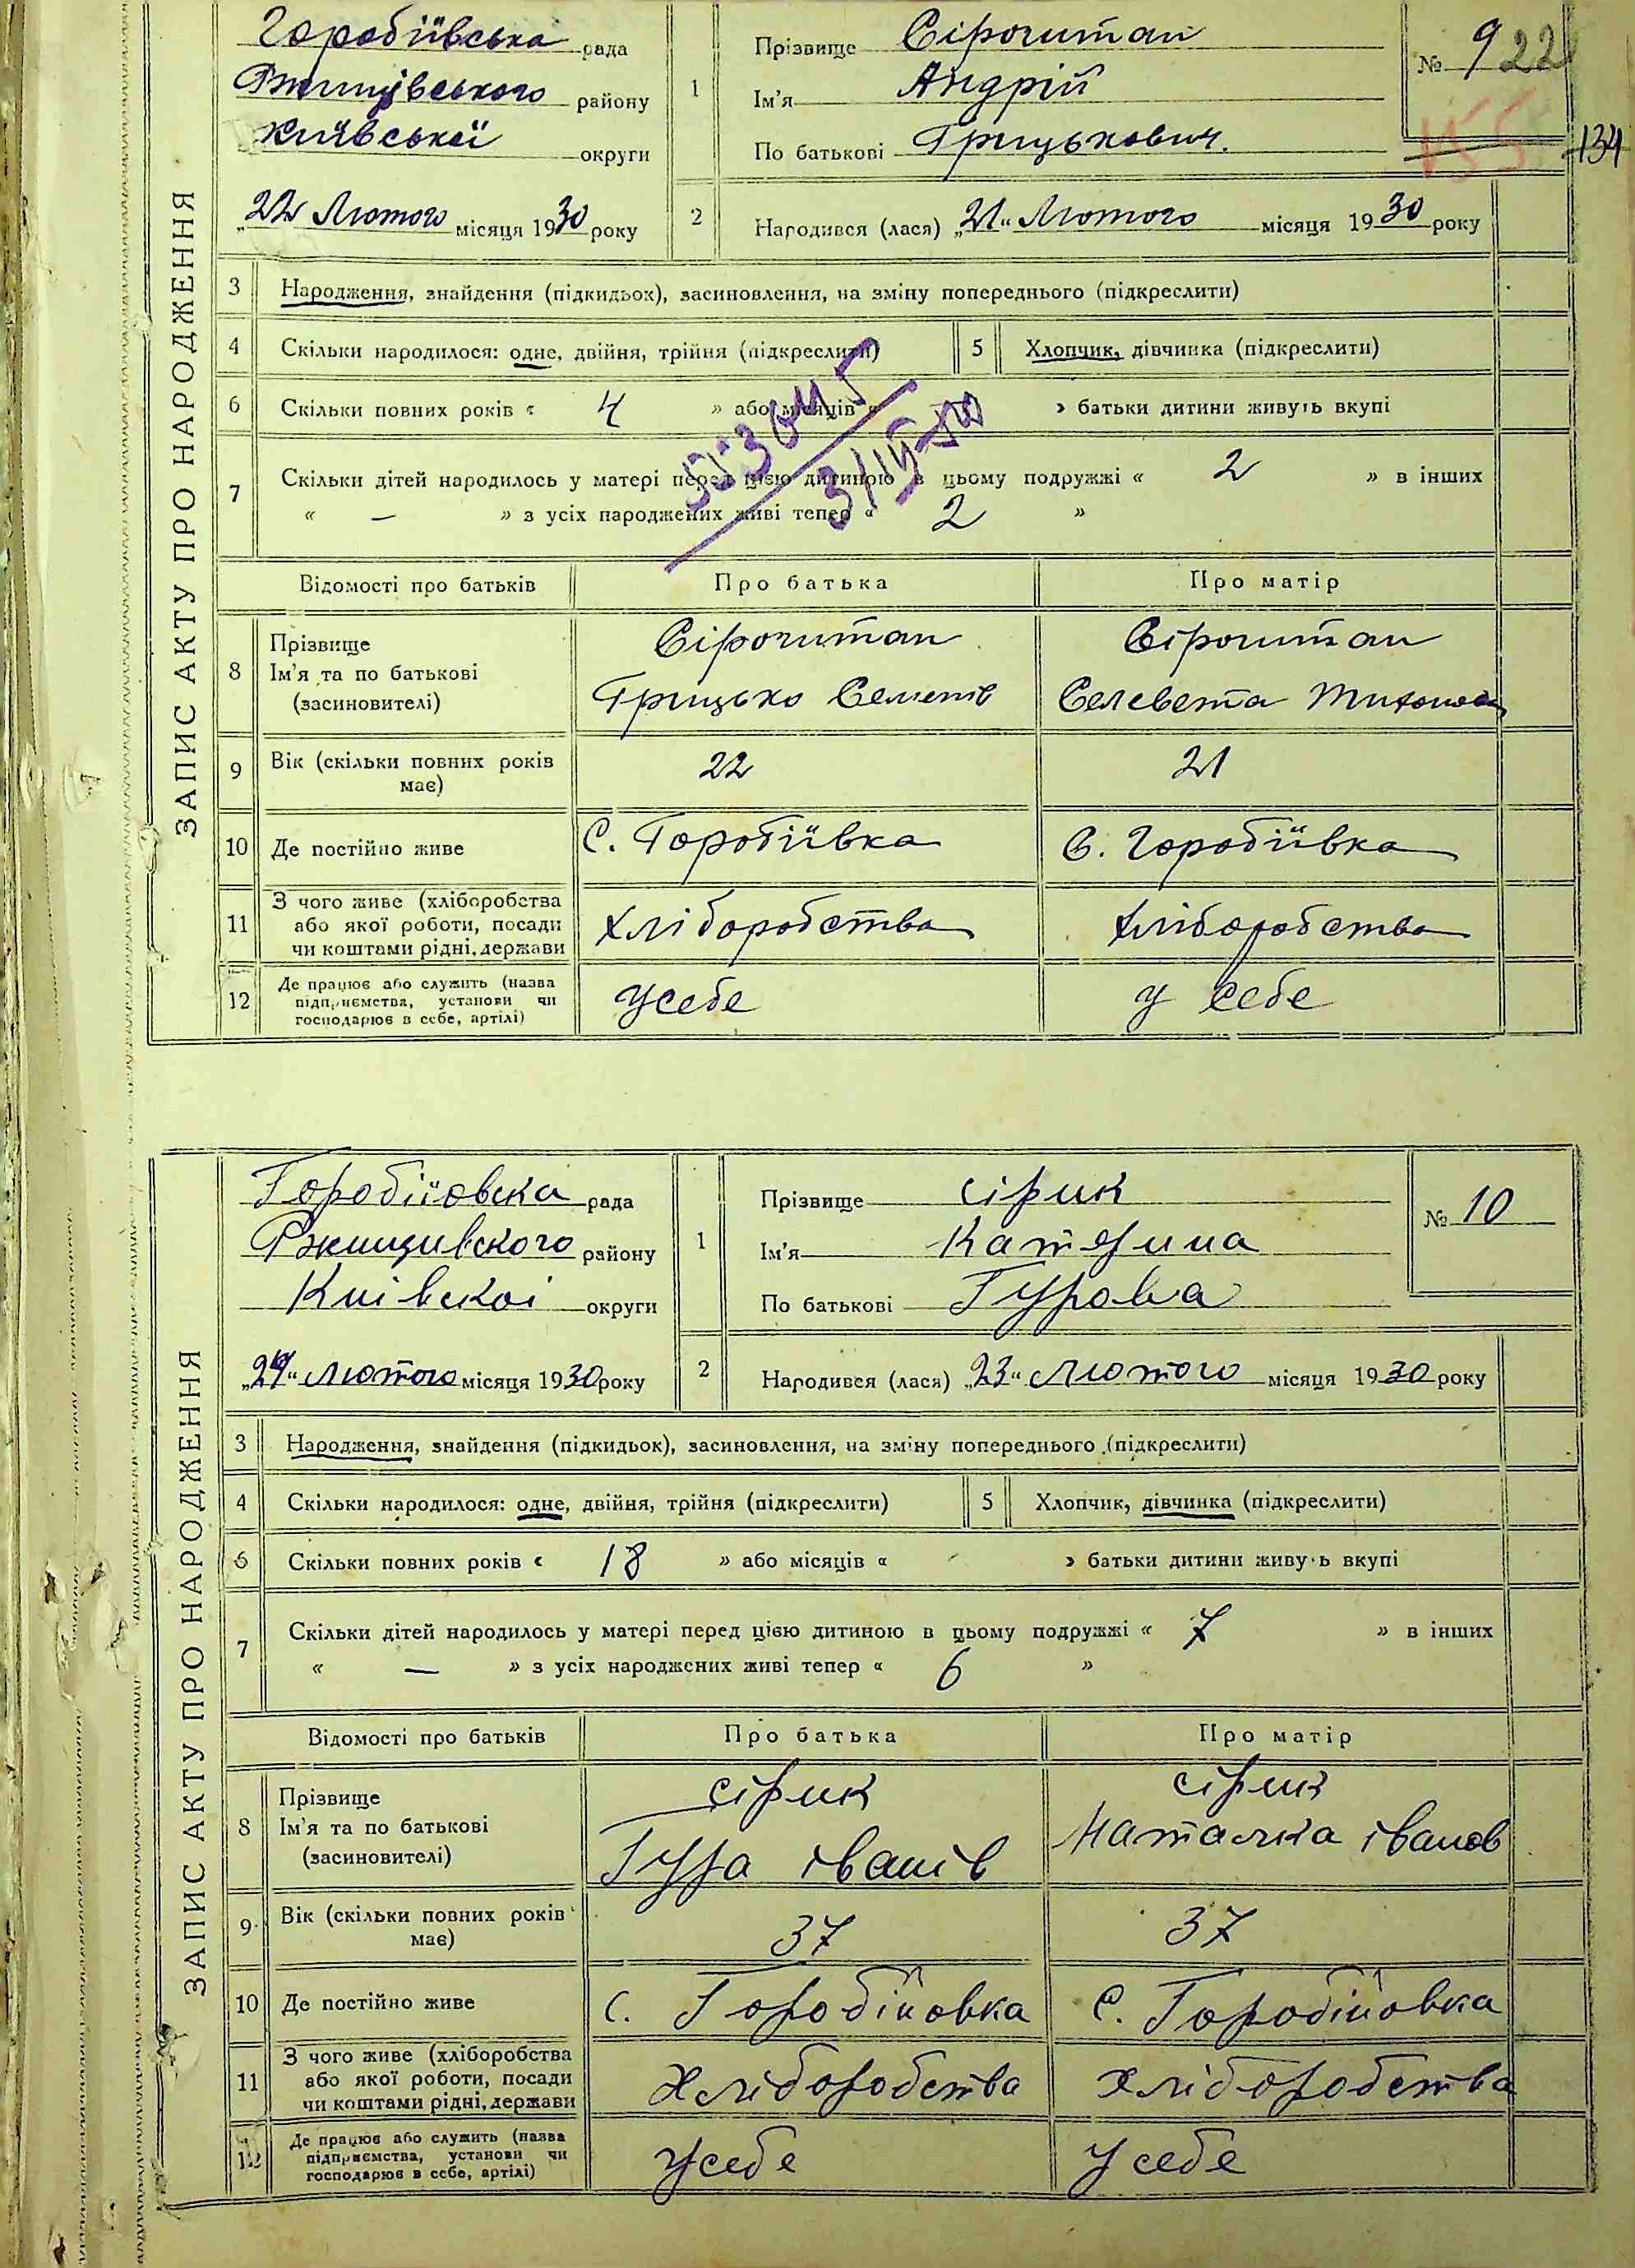 ЗАПИС АКТУ ПРО НАРОДЖЕННЯ
Горобіївська рада
Ржищівського району
Київської округи
„22 Лютого місяця 1930 року
1
Прізвище Сірочитан
Ім'я Андрій
По батькові Грицькович.
№ 9 22
134
2
Народився (лася) „21“ Лютого місяця 1930 року
3 Народження, знайдення (підкидьок), засиновлення, на зміну попереднього (підкреслити)
4 Скільки народилося: одне, двійня, трійня (підкреслити) 5 Хлопчик, дівчинка (підкреслити)
6 Скільки повних років « 4 » або місяців « » батьки дитини живуть вкупі
7 Скільки дітей народилось у матері перед цією дитиною в цьому подружжі « 2 » в інших
« — » з усіх народжених живі тепер « 2 »
Відомості про батьків Про батька Про матір
8 Прізвище Сірочитан Сірочитан
Ім'я та по батькові
(засиновителі) Грицько Семенів Селевета Тихонова
9 Вік (скільки повних років має) 22 21
10 Де постійно живе С. Горобіївка С. Горобіївка
11 З чого живе (хліборобства
або якої роботи, посади
чи коштами рідні, держави хліборобства хліборобства
12 Де працює або служить (назва
підприємства, установи чи
господарює в себе, артілі) усебе у себе
ЗАПИС АКТУ ПРО НАРОДЖЕННЯ
Горобіїовска рада
Ржищивского району
Киівскоі округи
„24“ Лютого місяця 1930 року
1
Прізвище сірик
Ім'я Катерина
По батькові Гурова
№ 10
2
Народився (лася) „23“ Лютого місяця 1930 року
3 Народження, знайдення (підкидьок), засиновлення, на зміну попереднього (підкреслити)
4 Скільки народилося: одне, двійня, трійня (підкреслити) 5 Хлопчик, дівчинка (підкреслити)
6 Скільки повних років « 18 » або місяців « » батьки дитини живуть вкупі
7 Скільки дітей народилось у матері перед цією дитиною в цьому подружжі « 7 » в інших
« — » з усіх народжених живі тепер « 6 »
Відомості про батьків Про батька Про матір
8 Прізвище сірик сірик
Ім'я та по батькові
(засиновителі) Гура іванів Наталка іванов
9 Вік (скільки повних років має) 37 37
10 Де постійно живе с. Горобійовка с. Горобійовка
11 З чого живе (хліборобства
або якої роботи, посади
чи коштами рідні, держави хліборобства хліборобства
12 Де працює або служить (назва
підприємства, установи чи
господарює в себе, артілі) усебе у себе